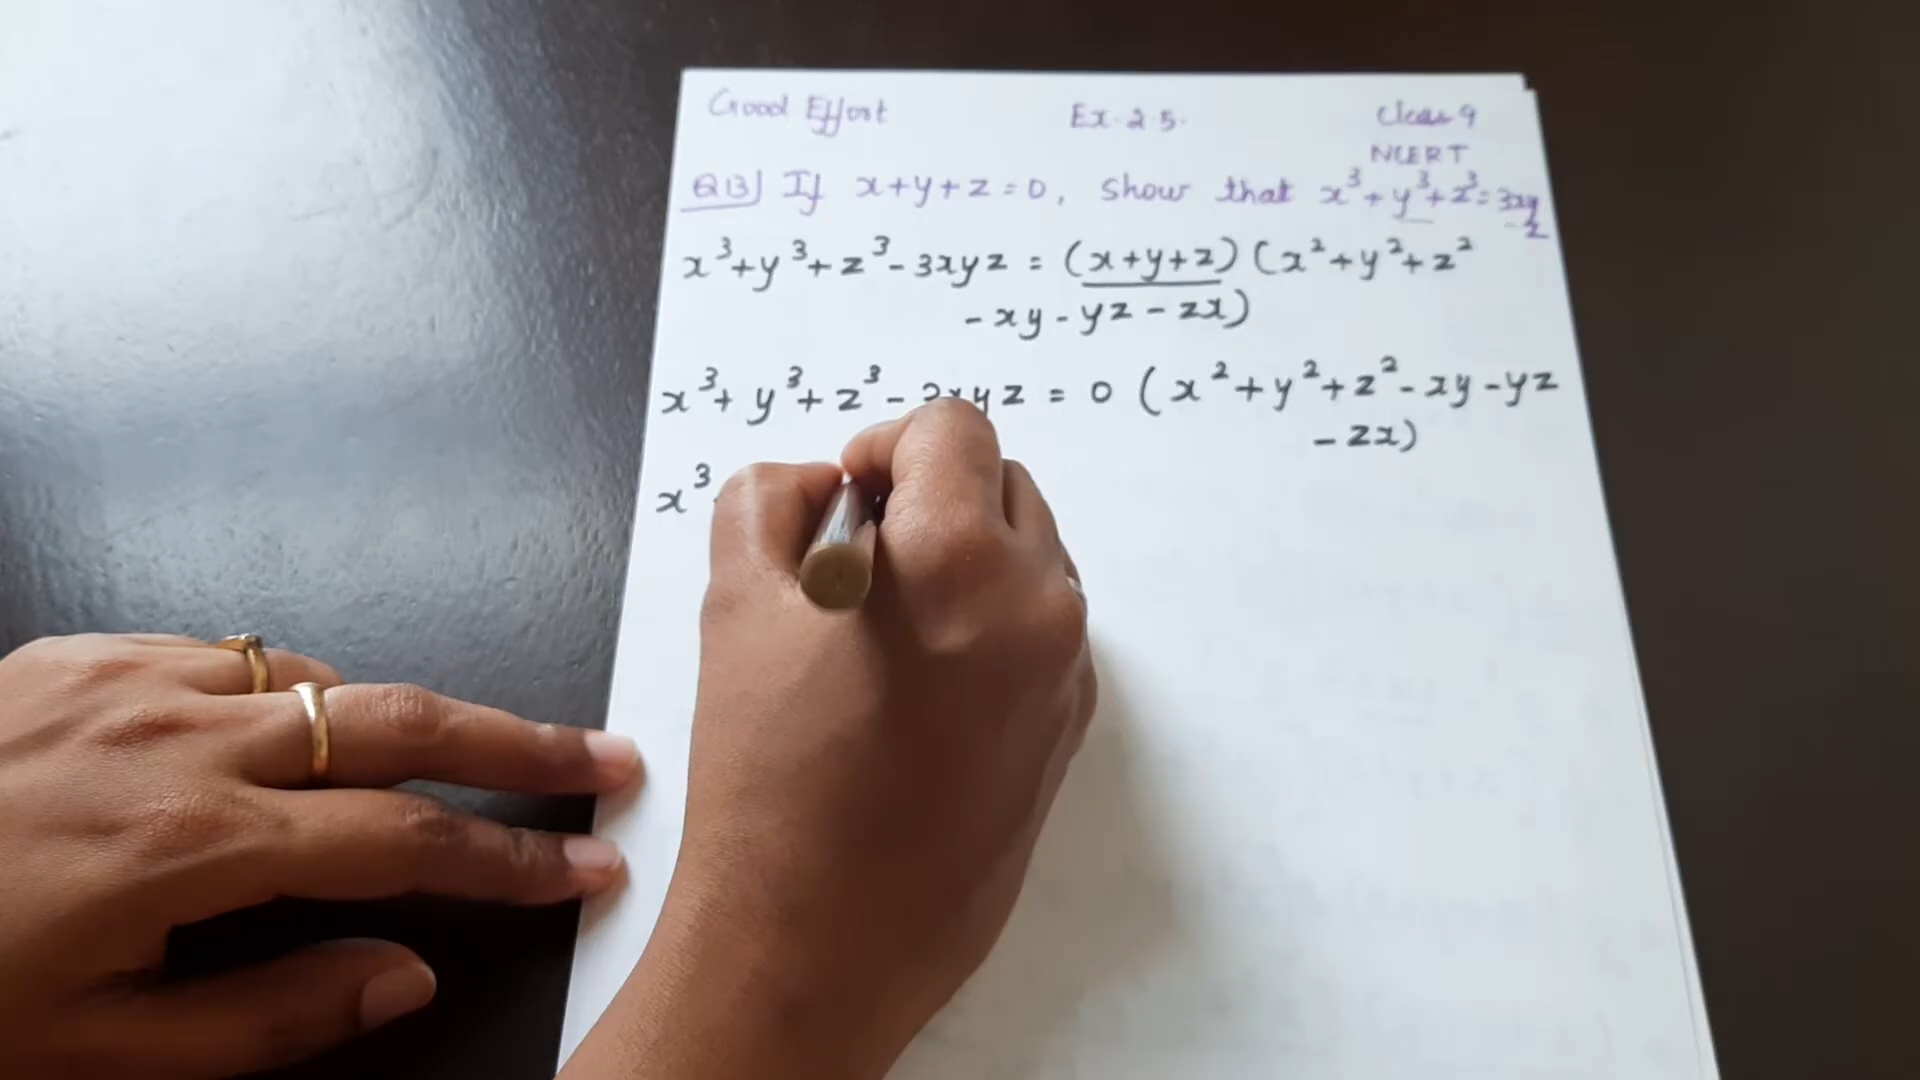 Good Effort Ex. 2.5. Class 9
NCERT
Q13) If x+y+z=0, Show that x³+y³+z³=3xy
z
x³+y³+z³-3xyz = (x+y+z)(x²+y²+z²
-xy-yz-zx)
x³+y³+z³-3xyz = 0 (x²+y²+z²-xy-yz
-zx)
x³